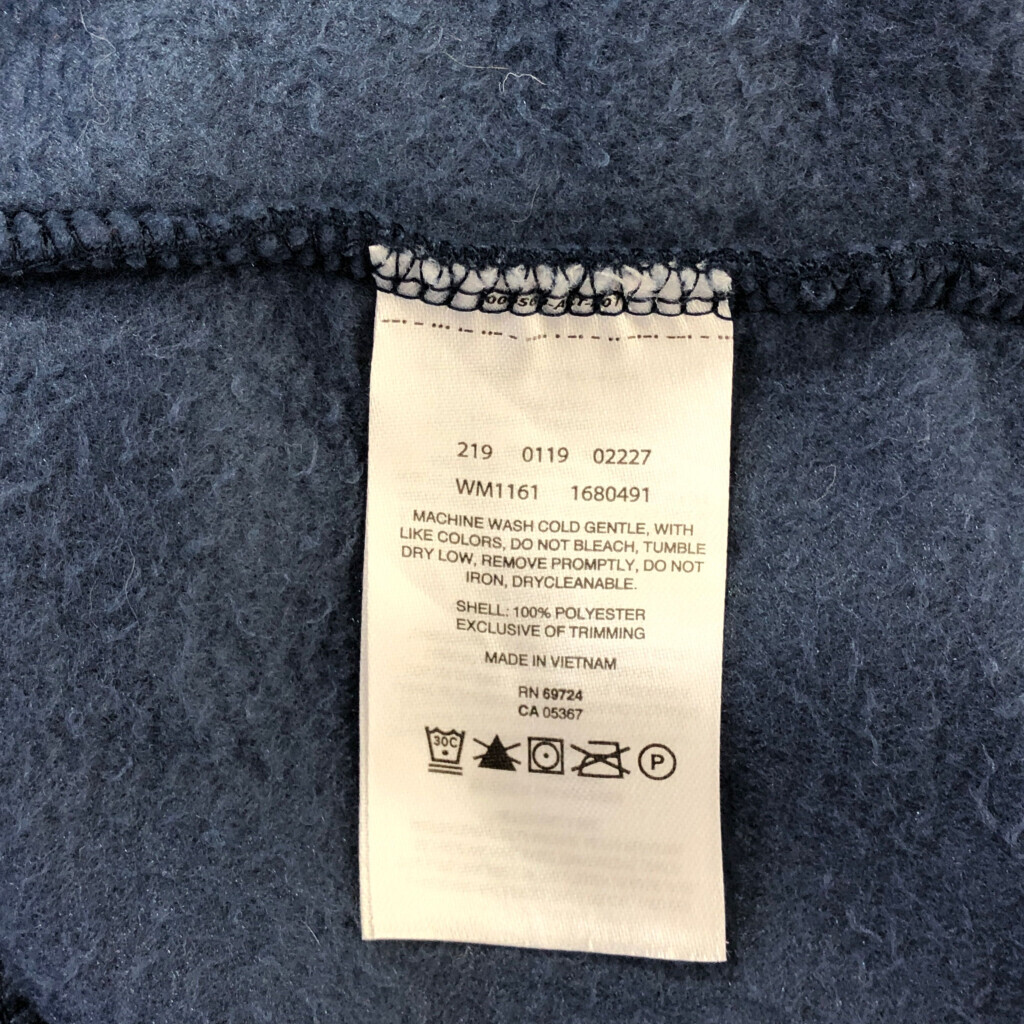 219 0119 02227
WM1161 1680491
MACHINE WASH COLD GENTLE, WITH
LIKE COLORS, DO NOT BLEACH, TUMBLE
DRY LOW, REMOVE PROMPTLY, DO NOT
IRON, DRYCLEANABLE.
SHELL: 100% POLYESTER
EXCLUSIVE OF TRIMMING
MADE IN VIETNAM
RN 69724
CA 05367
30C P